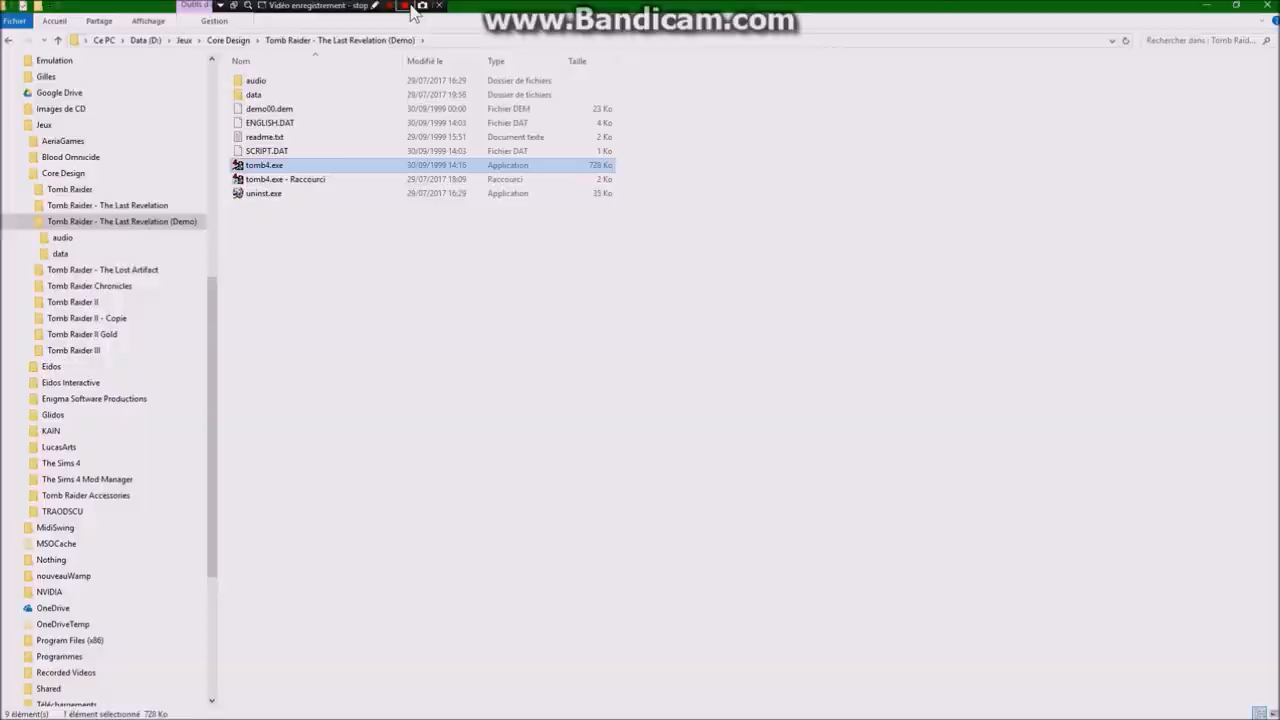 Outils d
Vidéo enregistrement - stop
www.Bandicam.com
Fichier Accueil Partage Affichage Gestion
Ce PC › Data (D:) › Jeux › Core Design › Tomb Raider - The Last Revelation (Demo) ›
Rechercher dans : Tomb Raid...
Nom Modifié le Type Taille
audio 29/07/2017 16:29 Dossier de fichiers
data 29/07/2017 19:58 Dossier de fichiers
demo00.dem 30/09/1999 00:00 Fichier DEM 23 Ko
ENGLISH.DAT 30/09/1999 14:03 Fichier DAT 4 Ko
readme.txt 29/09/1999 15:51 Document texte 2 Ko
SCRIPT.DAT 30/09/1999 14:03 Fichier DAT 1 Ko
tomb4.exe 30/09/1999 14:16 Application 728 Ko
tomb4.exe - Raccourci 29/07/2017 18:09 Raccourci 2 Ko
uninst.exe 29/07/2017 16:29 Application 35 Ko
Emulation
Gilles
Google Drive
Images de CD
Jeux
AeriaGames
Blood Omnicide
Core Design
Tomb Raider
Tomb Raider - The Last Revelation
Tomb Raider - The Last Revelation (Demo)
audio
data
Tomb Raider - The Lost Artifact
Tomb Raider Chronicles
Tomb Raider II
Tomb Raider II - Copie
Tomb Raider II Gold
Tomb Raider III
Eidos
Eidos Interactive
Enigma Software Productions
Glidos
KAIN
LucasArts
The Sims 4
The Sims 4 Mod Manager
Tomb Raider Accessories
TRAODSCU
MidiSwing
MSOCache
Nothing
nouveauWamp
NVIDIA
OneDrive
OneDriveTemp
Program Files (x86)
Programmes
Recorded Videos
Shared
Téléchargements
9 élément(s) 1 élément sélectionné 728 Ko